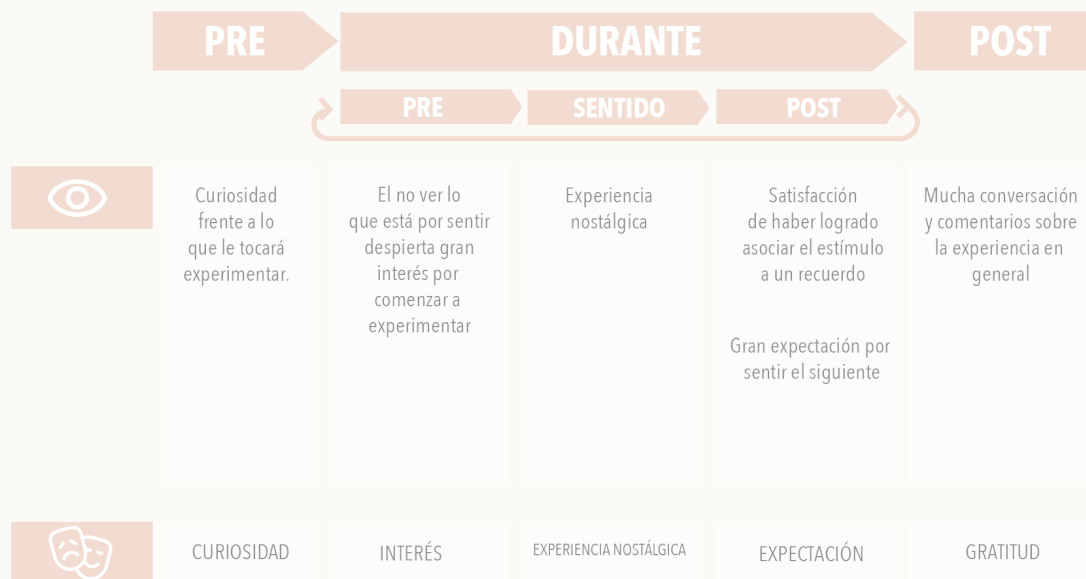 PRE
DURANTE
POST
PRE
SENTIDO
POST
Curiosidad
frente a lo
que le tocará
experimentar.
El no ver lo
que está por sentir
despierta gran
interés por
comenzar a
experimentar
Experiencia
nostálgica
Satisfacción
de haber logrado
asociar el estímulo
a un recuerdo
Gran expectación por
sentir el siguiente
Mucha conversación
y comentarios sobre
la experiencia en
general
CURIOSIDAD
INTERÉS
EXPERIENCIA NOSTÁLGICA
EXPECTACIÓN
GRATITUD